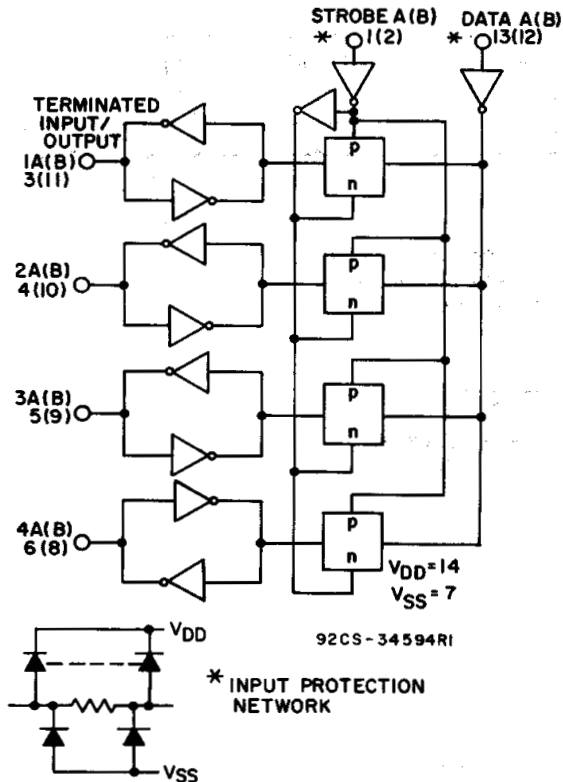 STROBE A(B)
* 1(2)
DATA A(B)
* 13(12)
TERMINATED
INPUT/
OUTPUT
1A(B)
3(11)
p
n
2A(B)
4(10)
p
n
3A(B)
5(9)
p
n
4A(B)
6(8)
p
n
VDD=14
VSS=7
92CS-34594R1
VDD
* INPUT PROTECTION
NETWORK
VSS